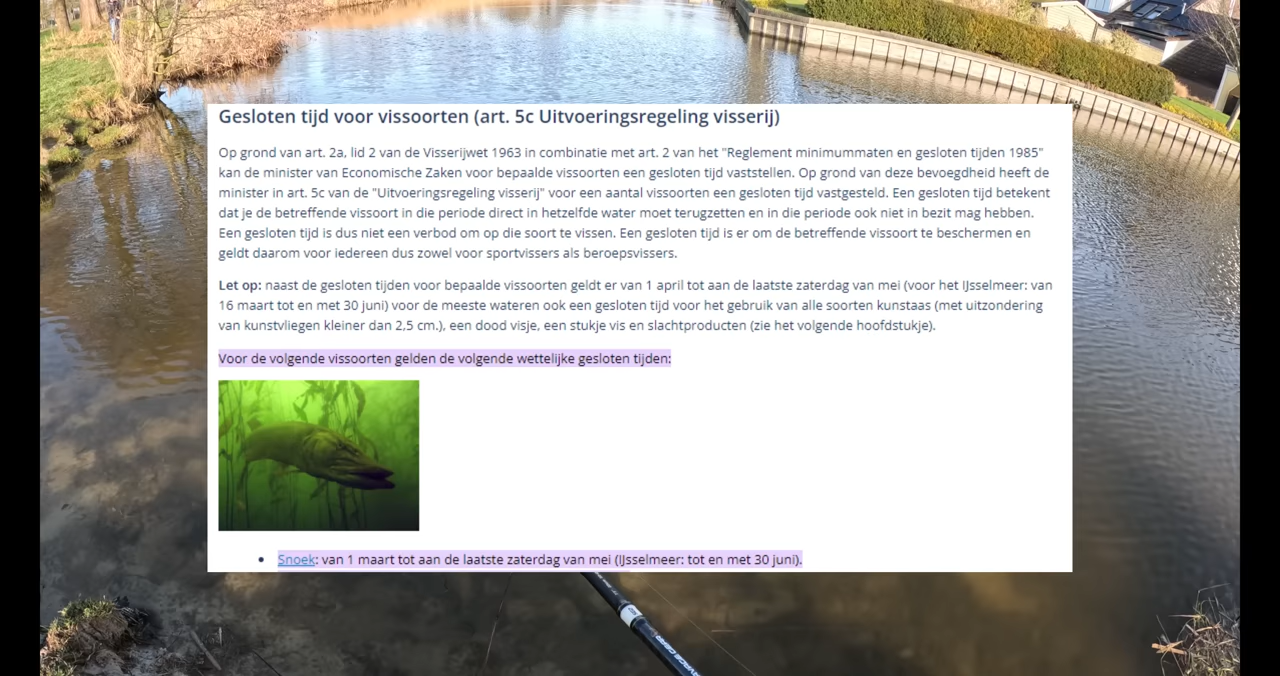 Gesloten tijd voor vissoorten (art. 5c Uitvoeringsregeling visserij)
Op grond van art. 2a, lid 2 van de Visserijwet 1963 in combinatie met art. 2 van het "Reglement minimummaten en gesloten tijden 1985"
kan de minister van Economische Zaken voor bepaalde vissoorten een gesloten tijd vaststellen. Op grond van deze bevoegdheid heeft de
minister in art. 5c van de "Uitvoeringsregeling visserij" voor een aantal vissoorten een gesloten tijd vastgesteld. Een gesloten tijd betekent
dat je de betreffende vissoort in die periode direct in hetzelfde water moet terugzetten en in die periode ook niet in bezit mag hebben.
Een gesloten tijd is dus niet een verbod om op die soort te vissen. Een gesloten tijd is er om de betreffende vissoort te beschermen en
geldt daarom voor iedereen dus zowel voor sportvissers als beroepsvissers.
Let op: naast de gesloten tijden voor bepaalde vissoorten geldt er van 1 april tot aan de laatste zaterdag van mei (voor het IJsselmeer: van
16 maart tot en met 30 juni) voor de meeste wateren ook een gesloten tijd voor het gebruik van alle soorten kunstaas (met uitzondering
van kunstvliegen kleiner dan 2,5 cm.), een dood visje, een stukje vis en slachtproducten (zie het volgende hoofdstukje).
Voor de volgende vissoorten gelden de volgende wettelijke gesloten tijden:
• Snoek: van 1 maart tot aan de laatste zaterdag van mei (IJsselmeer: tot en met 30 juni).